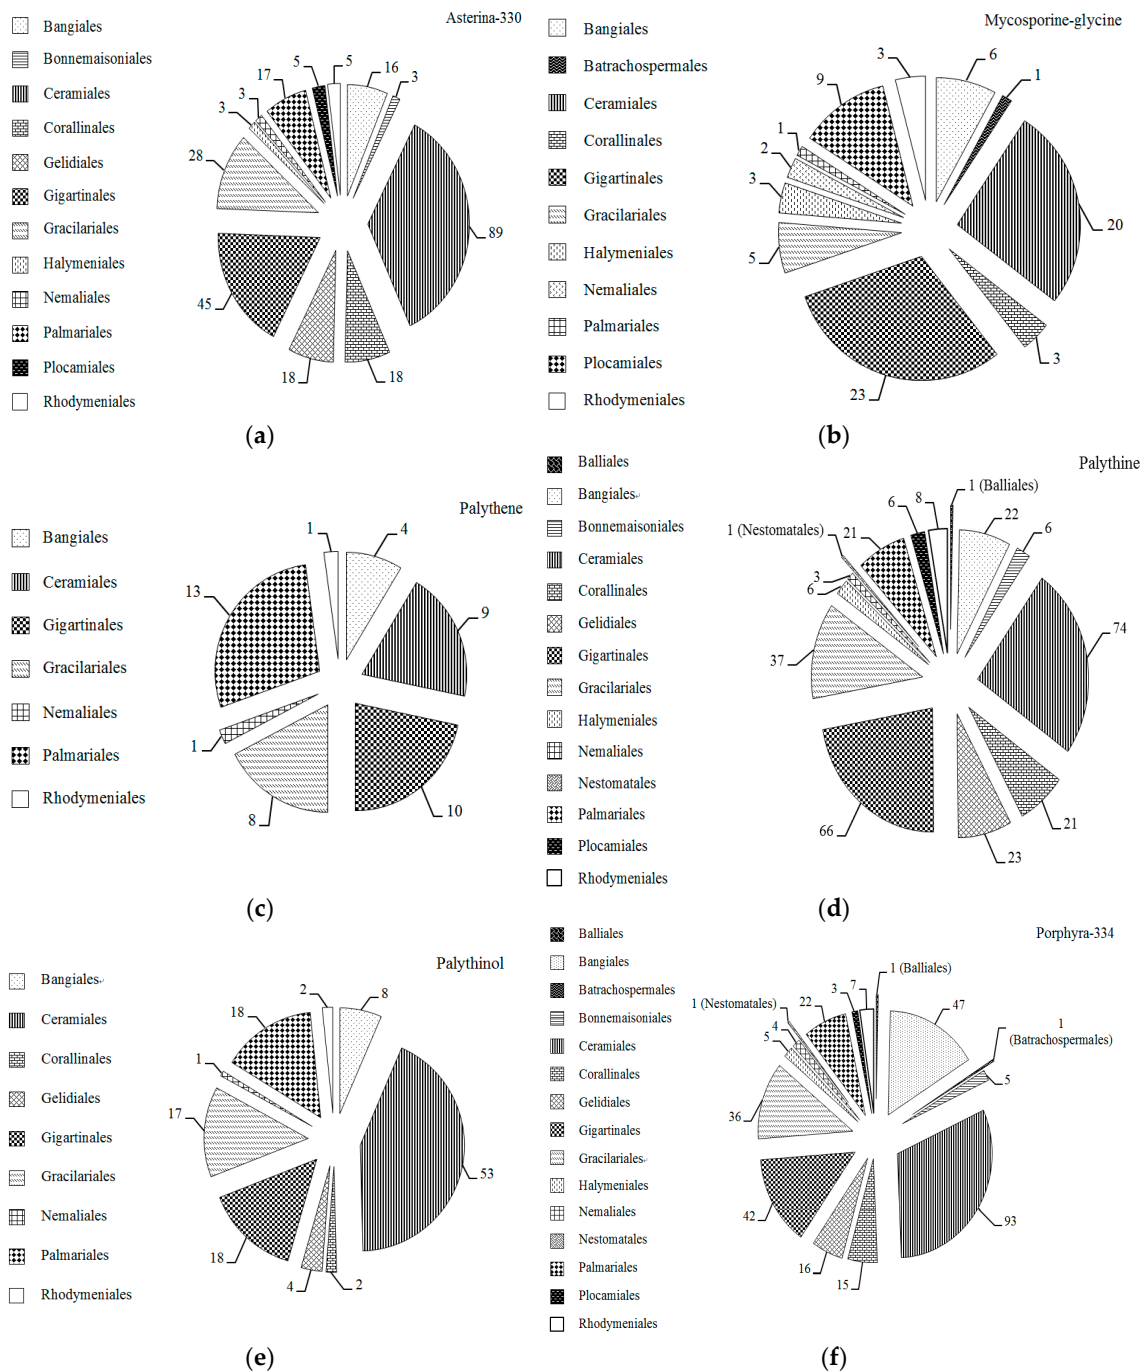 Asterina-330
Bangiales
Bonnemaisoniales
Ceramiales
Corallinales
Gelidiales
Gigartinales
Gracilariales
Halymeniales
Nemaliales
Palmariales
Plocamiales
Rhodymeniales
16
3
89
18
18
45
28
3
3
17
5
5
(a)
Mycosporine-glycine
Bangiales
Batrachospermales
Ceramiales
Corallinales
Gigartinales
Gracilariales
Halymeniales
Nemaliales
Palmariales
Plocamiales
Rhodymeniales
6
1
20
3
23
5
3
2
1
9
3
(b)
Palythene
Bangiales
Ceramiales
Gigartinales
Gracilariales
Nemaliales
Palmariales
Rhodymeniales
4
9
10
8
1
13
1
(c)
Palythine
Balliales
Bangiales
Bonnemaisoniales
Ceramiales
Corallinales
Gelidiales
Gigartinales
Gracilariales
Halymeniales
Nemaliales
Nestomatales
Palmariales
Plocamiales
Rhodymeniales
1 (Balliales)
22
6
74
21
23
66
37
6
3
1 (Nestomatales)
21
6
8
(d)
Palythinol
Bangiales
Ceramiales
Corallinales
Gelidiales
Gigartinales
Gracilariales
Nemaliales
Palmariales
Rhodymeniales
8
53
2
4
18
17
1
18
2
(e)
Porphyra-334
Balliales
Bangiales
Batrachospermales
Bonnemaisoniales
Ceramiales
Corallinales
Gelidiales
Gigartinales
Gracilariales
Halymeniales
Nemaliales
Nestomatales
Palmariales
Plocamiales
Rhodymeniales
1 (Balliales)
47
1
(Batrachospermales)
5
93
15
16
42
36
5
4
1 (Nestomatales)
22
3
7
(f)